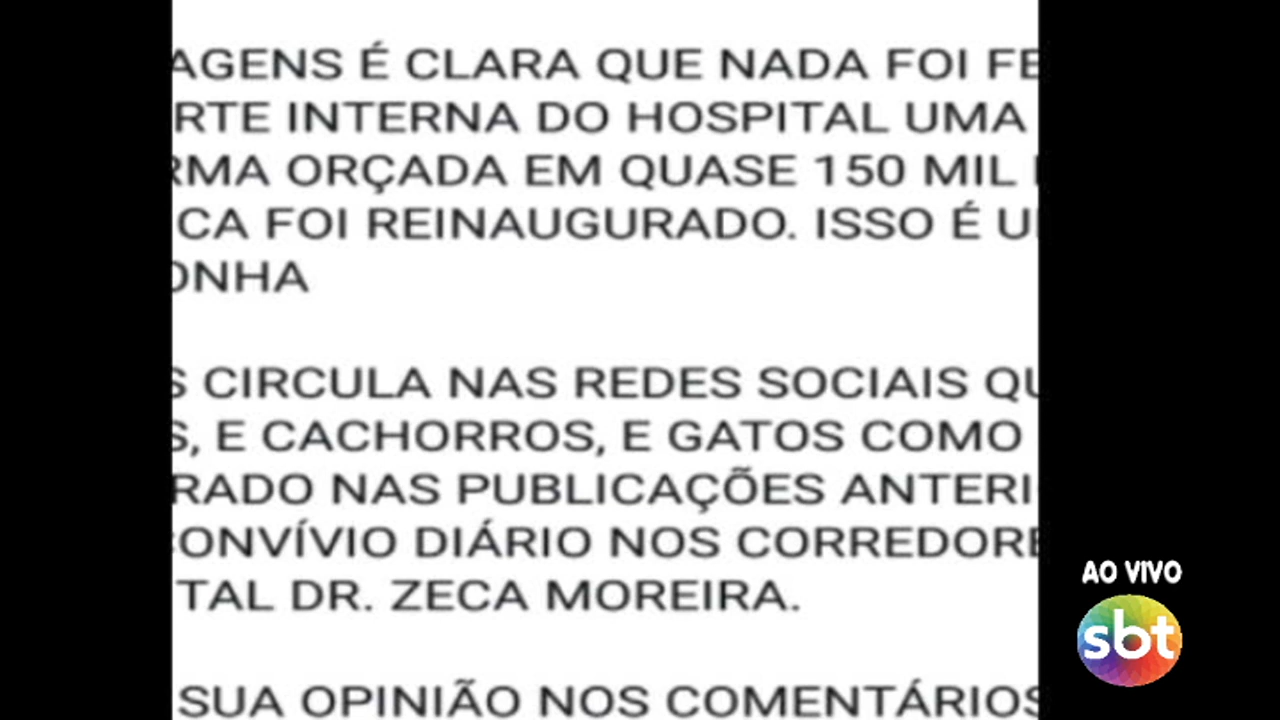 AGENS É CLARA QUE NADA FOI FE
RTE INTERNA DO HOSPITAL UMA
RMA ORÇADA EM QUASE 150 MIL
CA FOI REINAUGURADO. ISSO É U
ONHA
S CIRCULA NAS REDES SOCIAIS QU
S, E CACHORROS, E GATOS COMO
RADO NAS PUBLICAÇÕES ANTERI
CONVÍVIO DIÁRIO NOS CORREDORE
TAL DR. ZECA MOREIRA.
SUA OPINIÃO NOS COMENTÁRIOS
AO VIVO
sbt